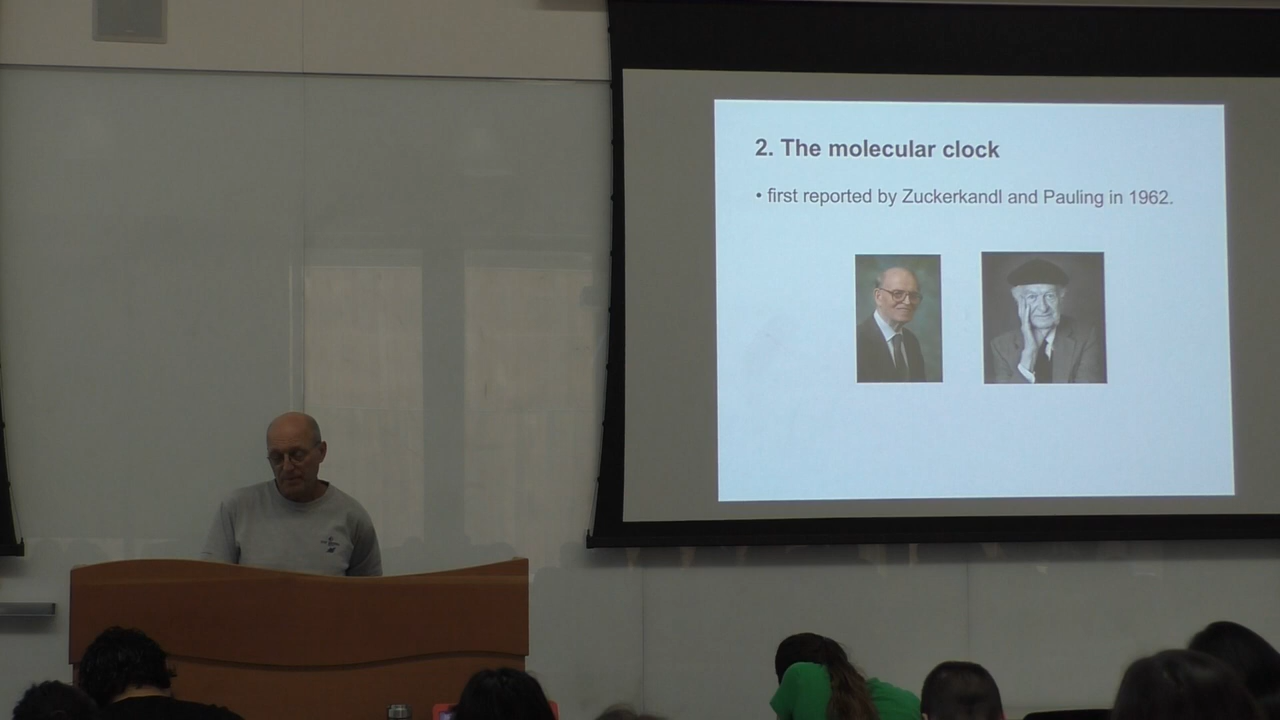 2. The molecular clock
• first reported by Zuckerkandl and Pauling in 1962.